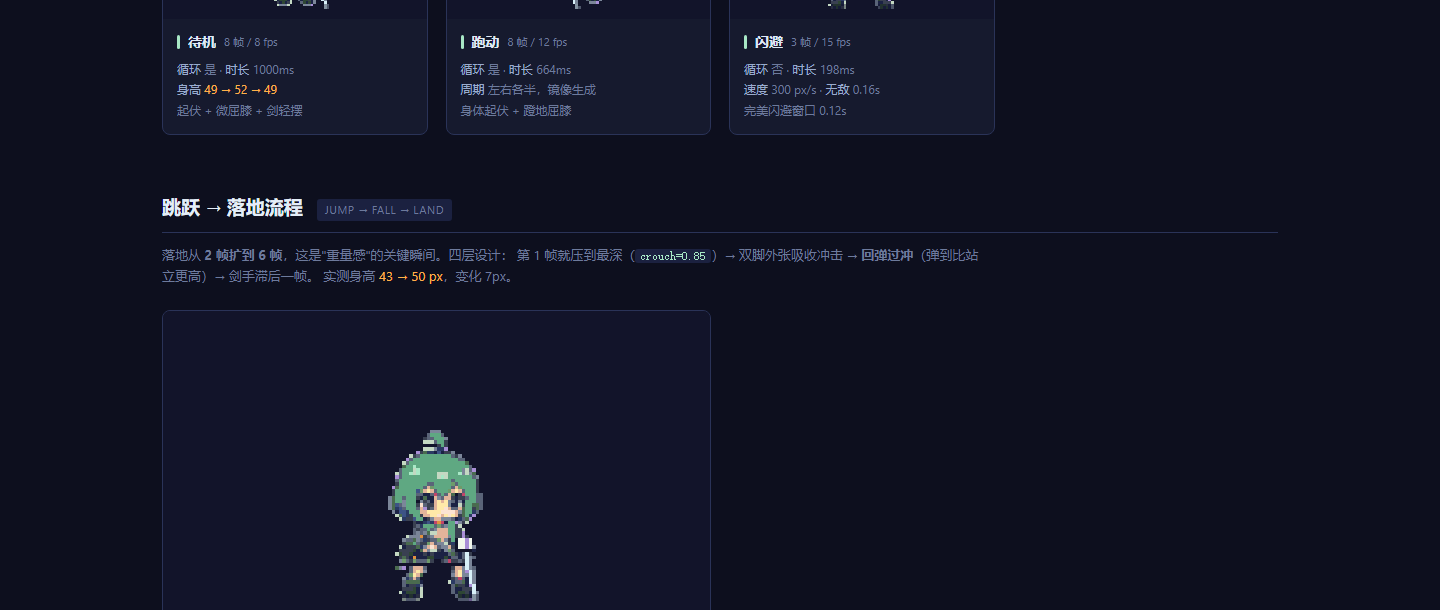 待机 8 帧 / 8 fps
循环 是 · 时长 1000ms
身高 49 → 52 → 49
起伏 + 微屈膝 + 剑轻摆
跑动 8 帧 / 12 fps
循环 是 · 时长 664ms
周期 左右各半，镜像生成
身体起伏 + 蹬地屈膝
闪避 3 帧 / 15 fps
循环 否 · 时长 198ms
速度 300 px/s · 无敌 0.16s
完美闪避窗口 0.12s
跳跃 → 落地流程 JUMP → FALL → LAND
落地从 2 帧扩到 6 帧，这是"重量感"的关键瞬间。四层设计： 第 1 帧就压到最深（crouch=0.85）→ 双脚外张吸收冲击 → 回弹过冲（弹到比站
立更高）→ 剑手滞后一帧。 实测身高 43 → 50 px，变化 7px。